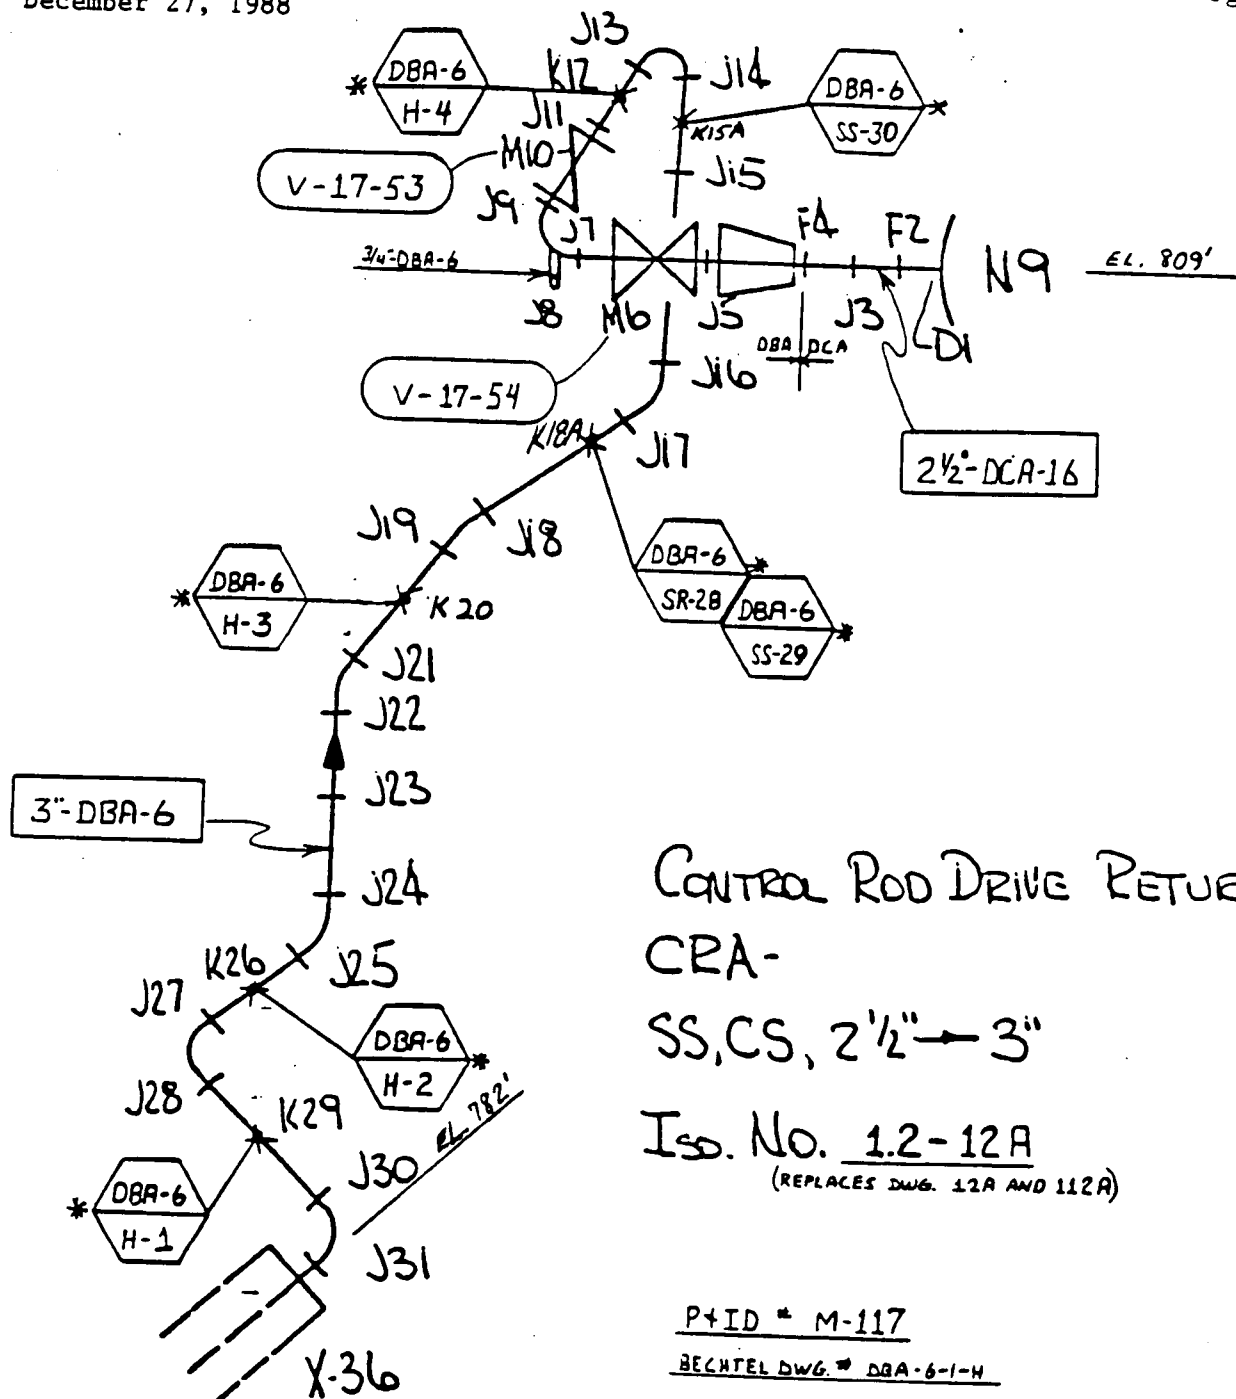 December 27, 1988
J13
DBA-6
H-4
K12
J14
DBA-6
SS-30
J11
K15A
M10
V-17-53
J15
J9
J7
F4
F2
3/4"-DBA-6
N9
EL. 809'
J8
M6
J5
J3
D1
DBA
DCA
J16
V-17-54
K18A
J17
2½"-DCA-16
J19
J18
DBA-6
SR-28
DBA-6
SS-29
DBA-6
H-3
K20
J21
J22
J23
3"-DBA-6
J24
CONTROL ROD DRIVE RETUR
CRA-
SS, CS, 2½" → 3"
K26
J25
J27
DBA-6
H-2
J28
K29
EL. 782'
ISO. NO. 1.2-12A
(REPLACES DWG. 12A AND 112A)
J30
DBA-6
H-1
J31
P+ID # M-117
BECHTEL DWG. # DBA-6-1-H
X-36